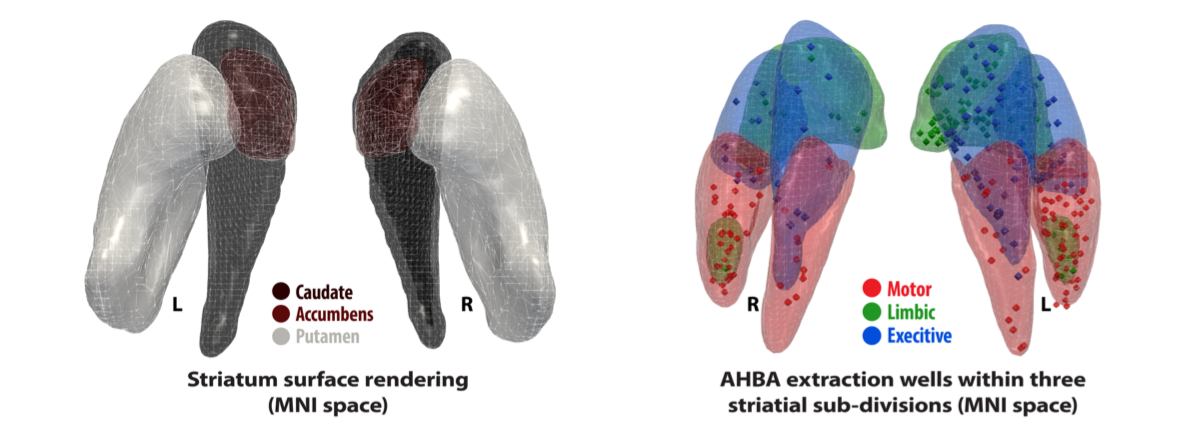 L
R
Caudate
Accumbens
Putamen
Striatum surface rendering
(MNI space)
R
L
Motor
Limbic
Execitive
AHBA extraction wells within three
striatial sub-divisions (MNI space)